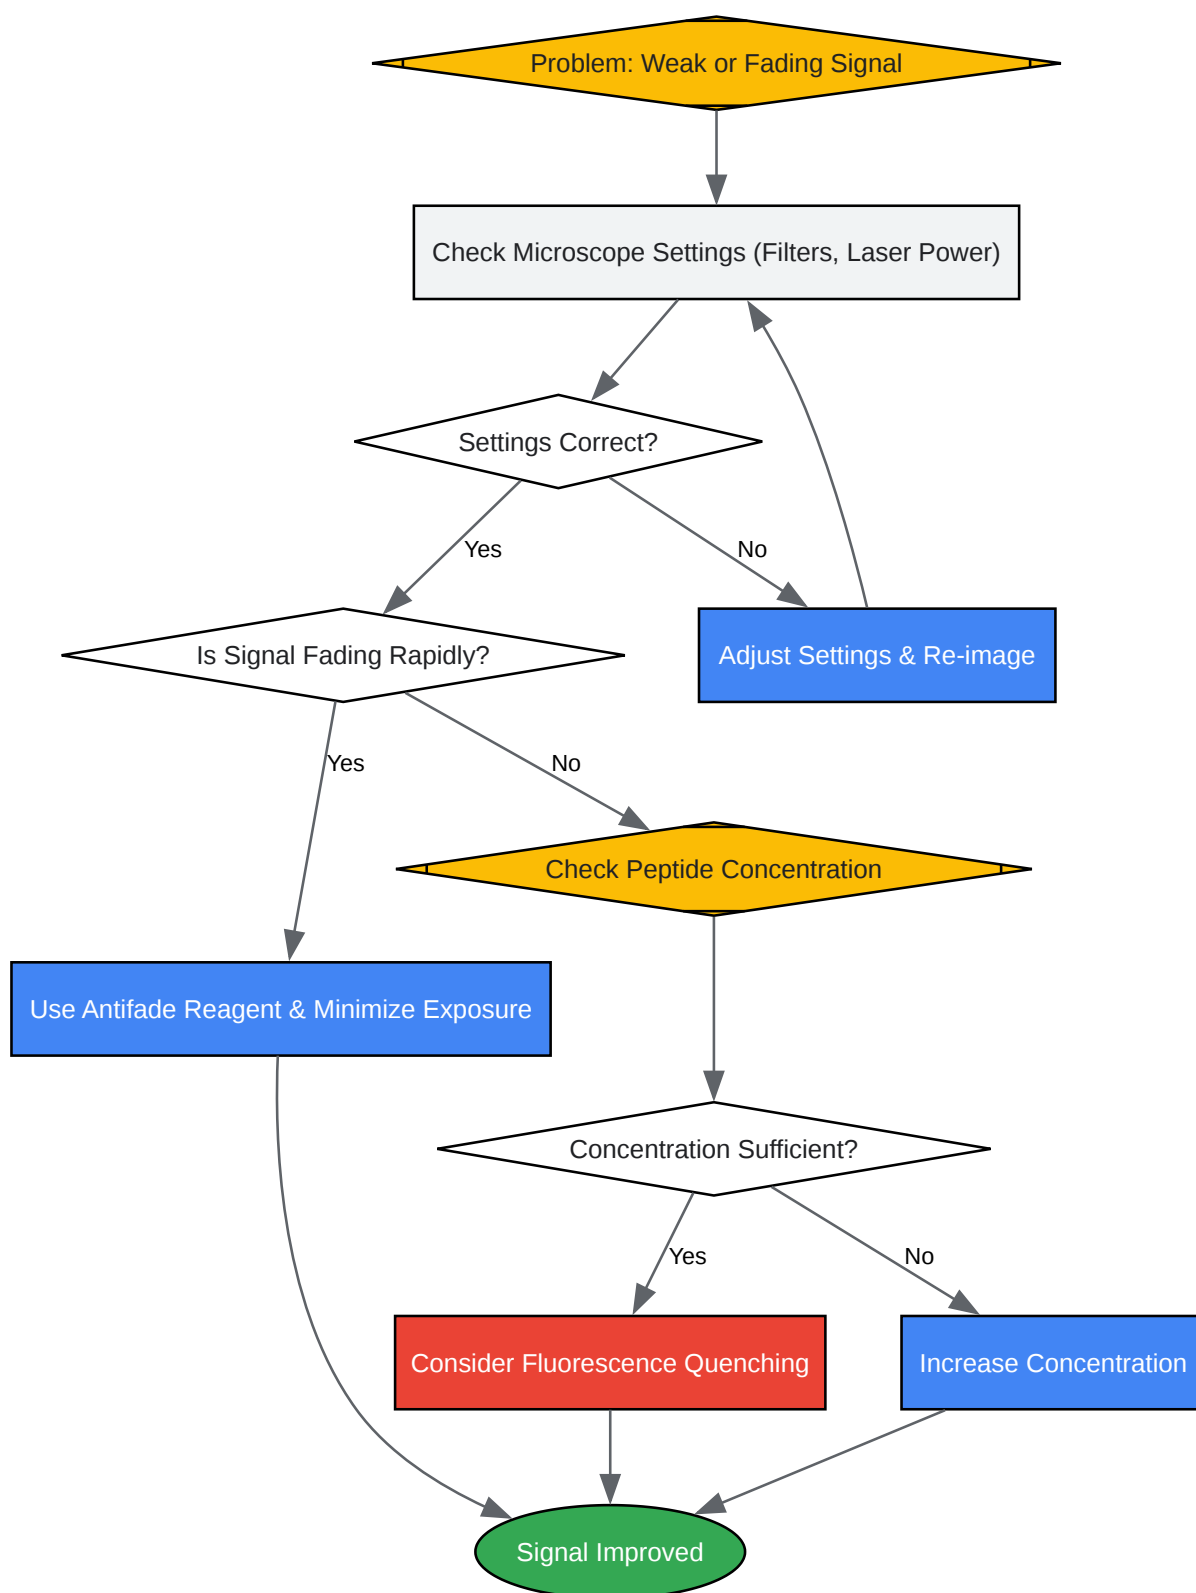 Problem: Weak or Fading Signal
Check Microscope Settings (Filters, Laser Power)
Settings Correct?
Yes
No
Is Signal Fading Rapidly?
Adjust Settings & Re-image
Yes
No
Check Peptide Concentration
Use Antifade Reagent & Minimize Exposure
Concentration Sufficient?
Yes
No
Consider Fluorescence Quenching
Increase Concentration
Signal Improved